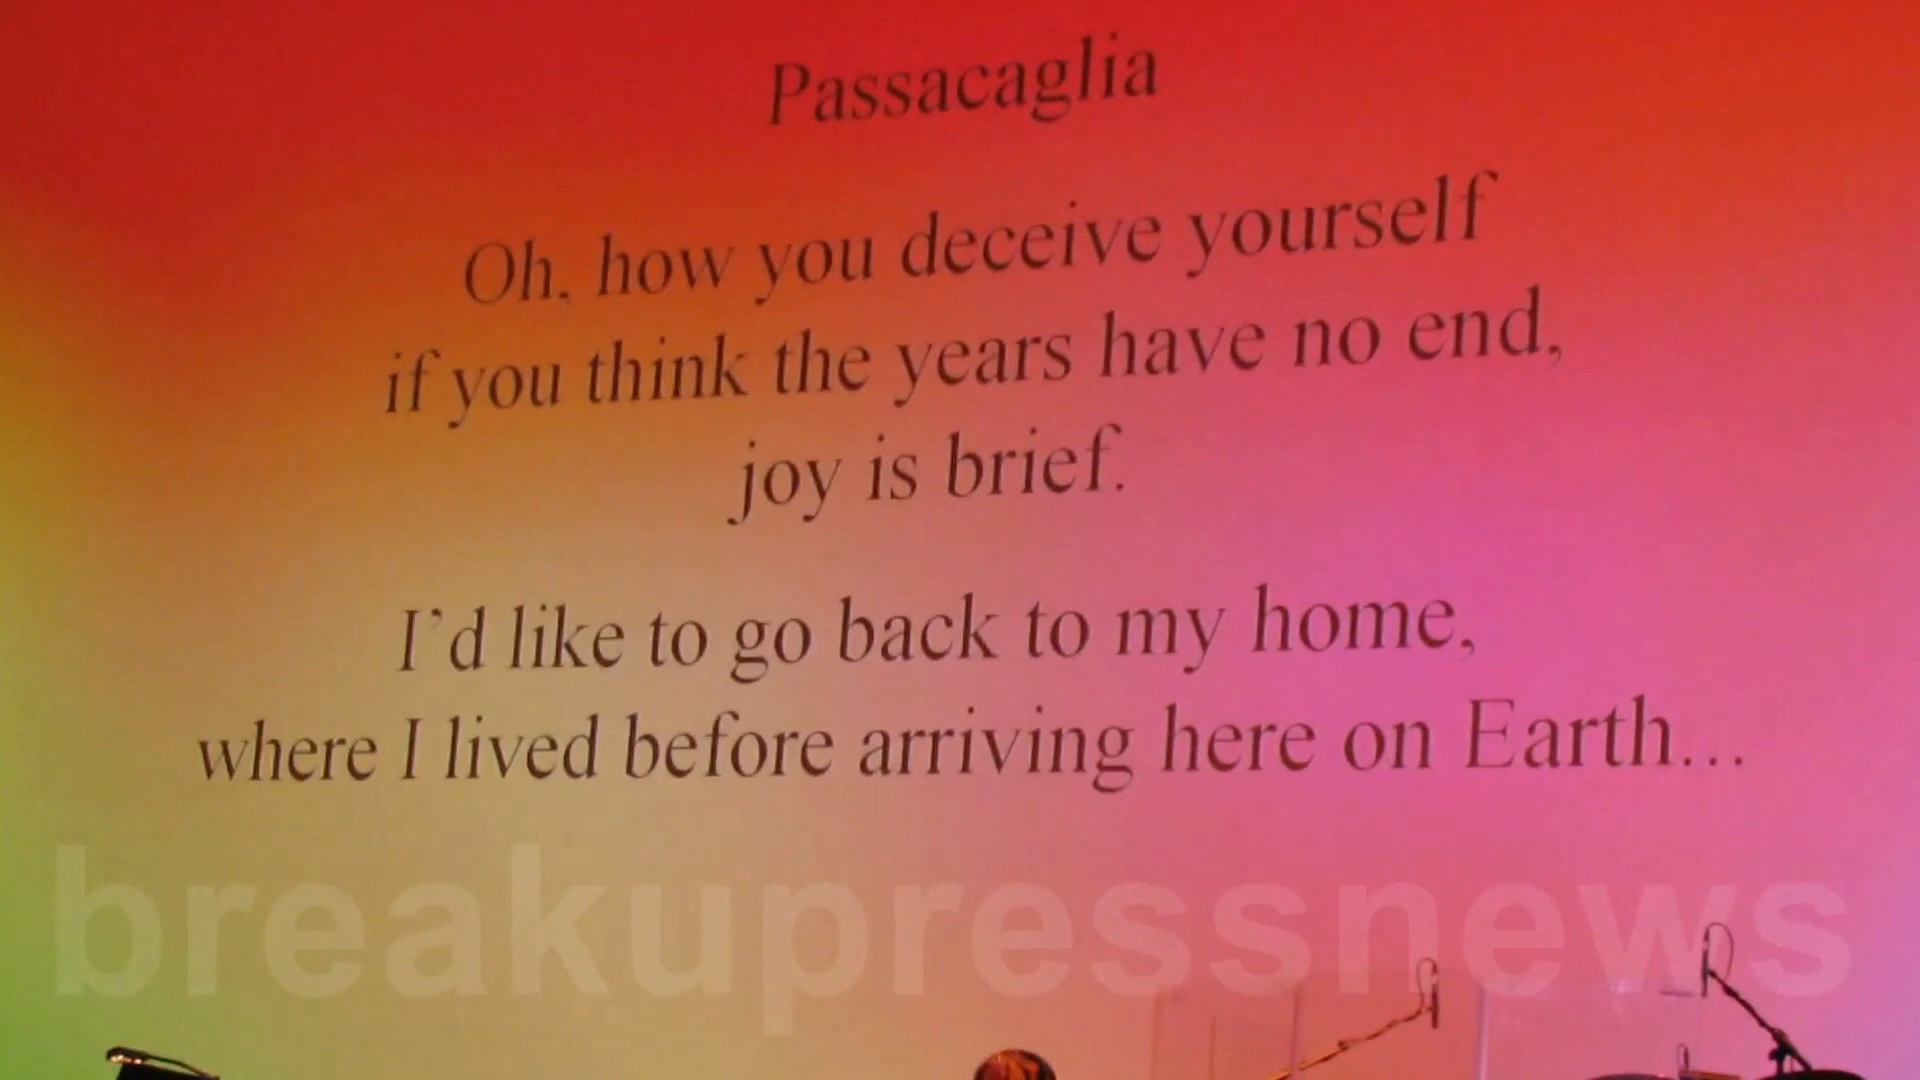 Passacaglia
Oh, how you deceive yourself
if you think the years have no end,
joy is brief.
I'd like to go back to my home,
where I lived before arriving here on Earth...
breakupressnews